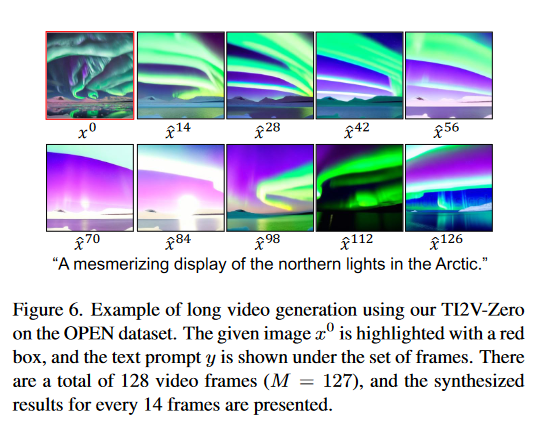 x⁰ x̂¹⁴ x̂²⁸ x̂⁴² x̂⁵⁶
x̂⁷⁰ x̂⁸⁴ x̂⁹⁸ x̂¹¹² x̂¹²⁶
“A mesmerizing display of the northern lights in the Arctic.”
Figure 6. Example of long video generation using our TI2V-Zero
on the OPEN dataset. The given image x⁰ is highlighted with a red
box, and the text prompt y is shown under the set of frames. There
are a total of 128 video frames (M = 127), and the synthesized
results for every 14 frames are presented.